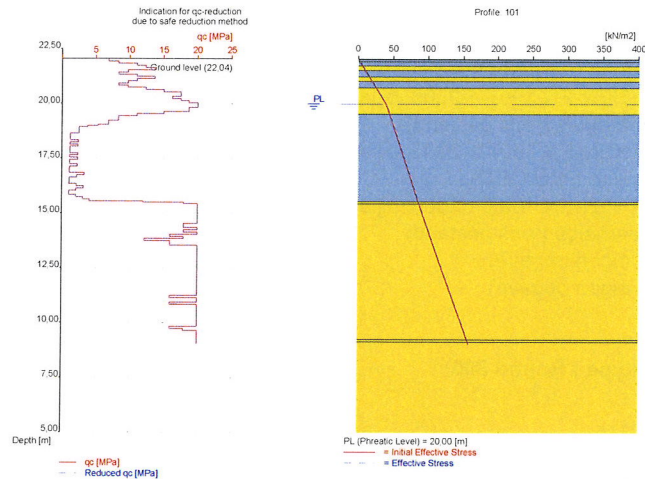 Indication for qc-reduction
due to safe reduction method
qc [MPa]
22.50 5 10 15 20 25
Ground level (22.04)
20.00
17.50
15.00
12.50
10.00
7.50
5.00
Depth [m]
qc [MPa]
Reduced qc [MPa]
Profile 101
[kN/m2]
0 50 100 150 200 250 300 350 400
PL
PL (Phreatic Level) = 20.00 [m]
= Initial Effective Stress
= Effective Stress